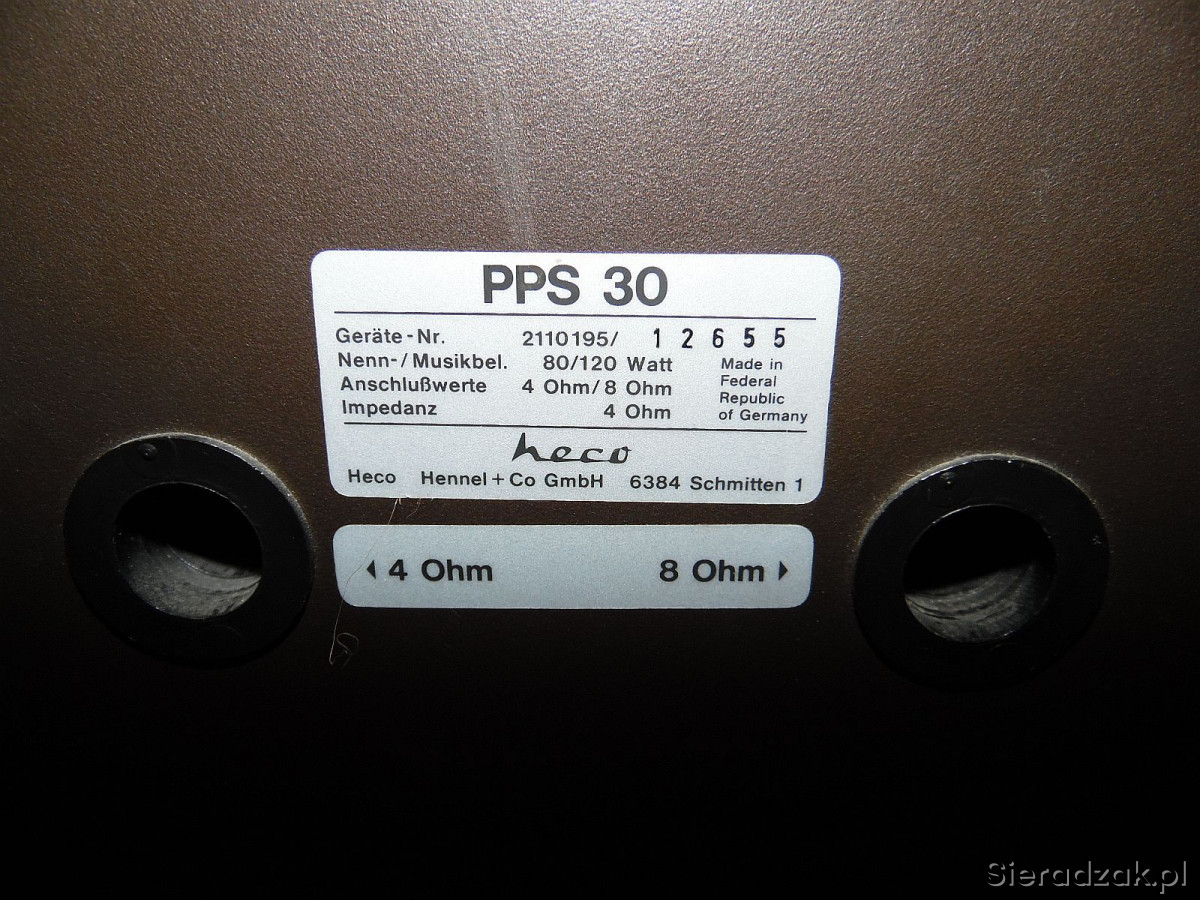 PPS 30
Geräte-Nr. 2110195/ 12655
Nenn-/Musikbel. 80/120 Watt
Anschlußwerte 4 Ohm/8 Ohm
Impedanz 4 Ohm
Made in
Federal
Republic
of Germany
heco
Heco Hennel+Co GmbH 6384 Schmitten 1
◀ 4 Ohm 8 Ohm ▶
Sieradzak.pl